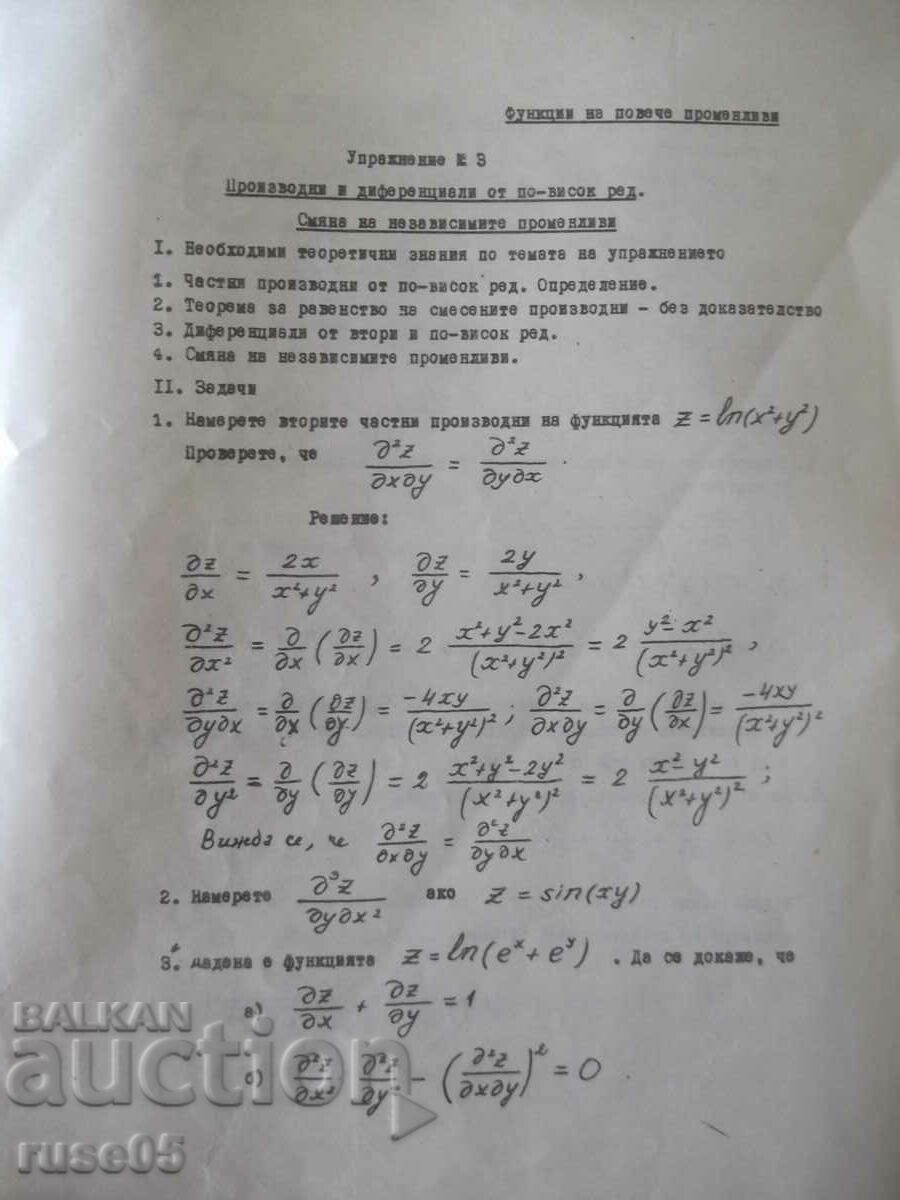 Функции на повече променливи
Упражнение № 3
Производни и диференциали от по-висок ред.
Смяна на независимите променливи
I. Необходими теоретични знания по темата на упражнението
1. Частни производни от по-висок ред. Определение.
2. Теорема за равенство на смесените производни - без доказателство
3. Диференциали от втори и по-висок ред.
4. Смяна на независимите променливи.
II. Задачи
1. Намерете вторите частни производни на функцията z = ln(x²+y²)
Проверете, че ∂²z/∂x∂y = ∂²z/∂y∂x .
Решение:
∂z/∂x = 2x/(x²+y²) , ∂z/∂y = 2y/(x²+y²) ,
∂²z/∂x² = ∂/∂x (∂z/∂x) = 2 (x²+y²-2x²)/(x²+y²)² = 2 (y²-x²)/(x²+y²)² ,
∂²z/∂y∂x = ∂/∂x (∂z/∂y) = -4xy/(x²+y²)² ; ∂²z/∂x∂y = ∂/∂y (∂z/∂x) = -4xy/(x²+y²)²
∂²z/∂y² = ∂/∂y (∂z/∂y) = 2 (x²+y²-2y²)/(x²+y²)² = 2 (x²-y²)/(x²+y²)² ;
Вижда се, че ∂²z/∂x∂y = ∂²z/∂y∂x
2. Намерете ∂³z/∂y∂x² ако z = sin(xy)
3. Дадена е функцията z = ln(eˣ + eʸ) . Да се докаже, че
а) ∂z/∂x + ∂z/∂y = 1
б) ∂²z/∂x² ∂²z/∂y² - (∂²z/∂x∂y)² = 0 .
BALKAN
auction
ruse05